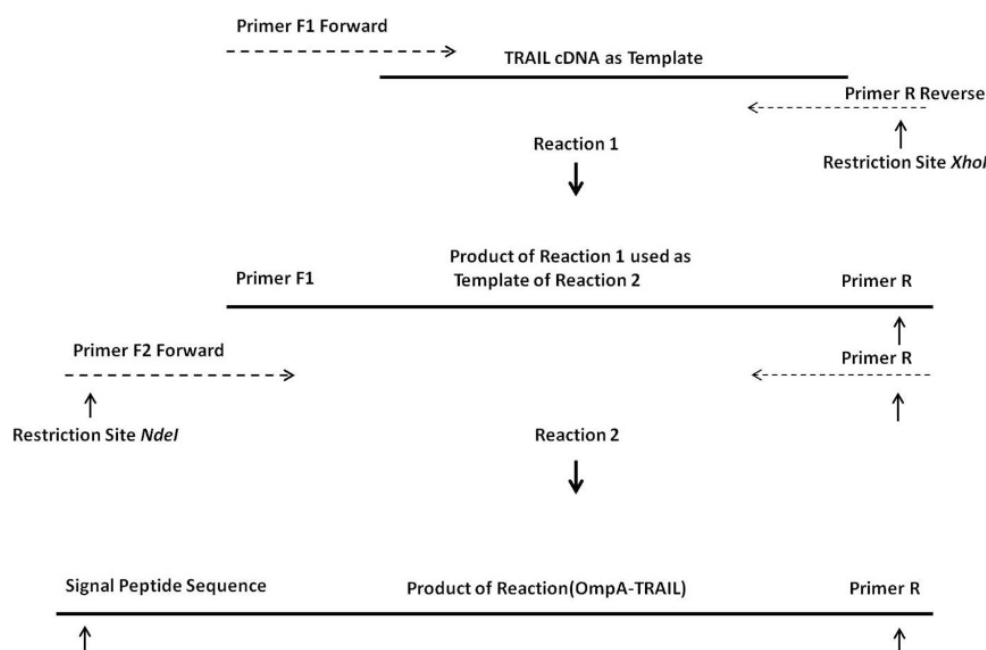 Primer F1 Forward
TRAIL cDNA as Template
Primer R Reverse
Reaction 1
Restriction Site XhoI
Product of Reaction 1 used as
Template of Reaction 2
Primer F1
Primer R
Primer F2 Forward
Primer R
Restriction Site NdeI
Reaction 2
Signal Peptide Sequence
Product of Reaction(OmpA-TRAIL)
Primer R